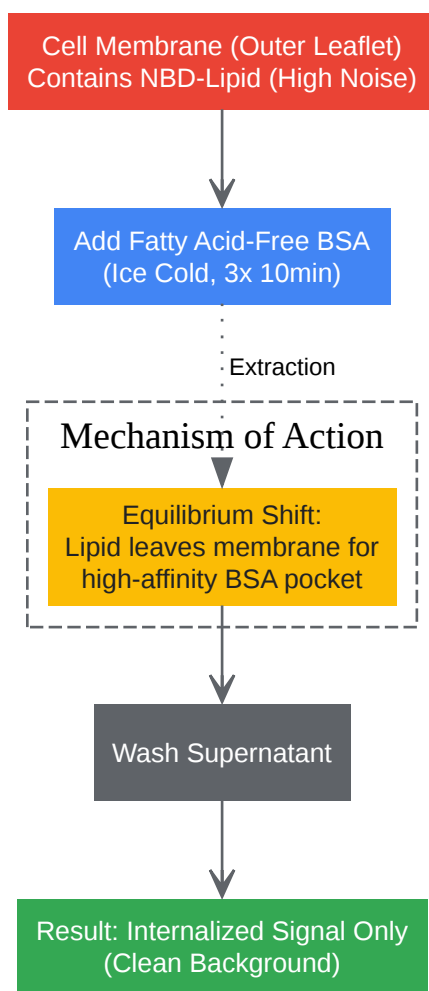 Cell Membrane (Outer Leaflet)
Contains NBD-Lipid (High Noise)
Add Fatty Acid-Free BSA
(Ice Cold, 3x 10min)
Extraction
Mechanism of Action
Equilibrium Shift:
Lipid leaves membrane for
high-affinity BSA pocket
Wash Supernatant
Result: Internalized Signal Only
(Clean Background)